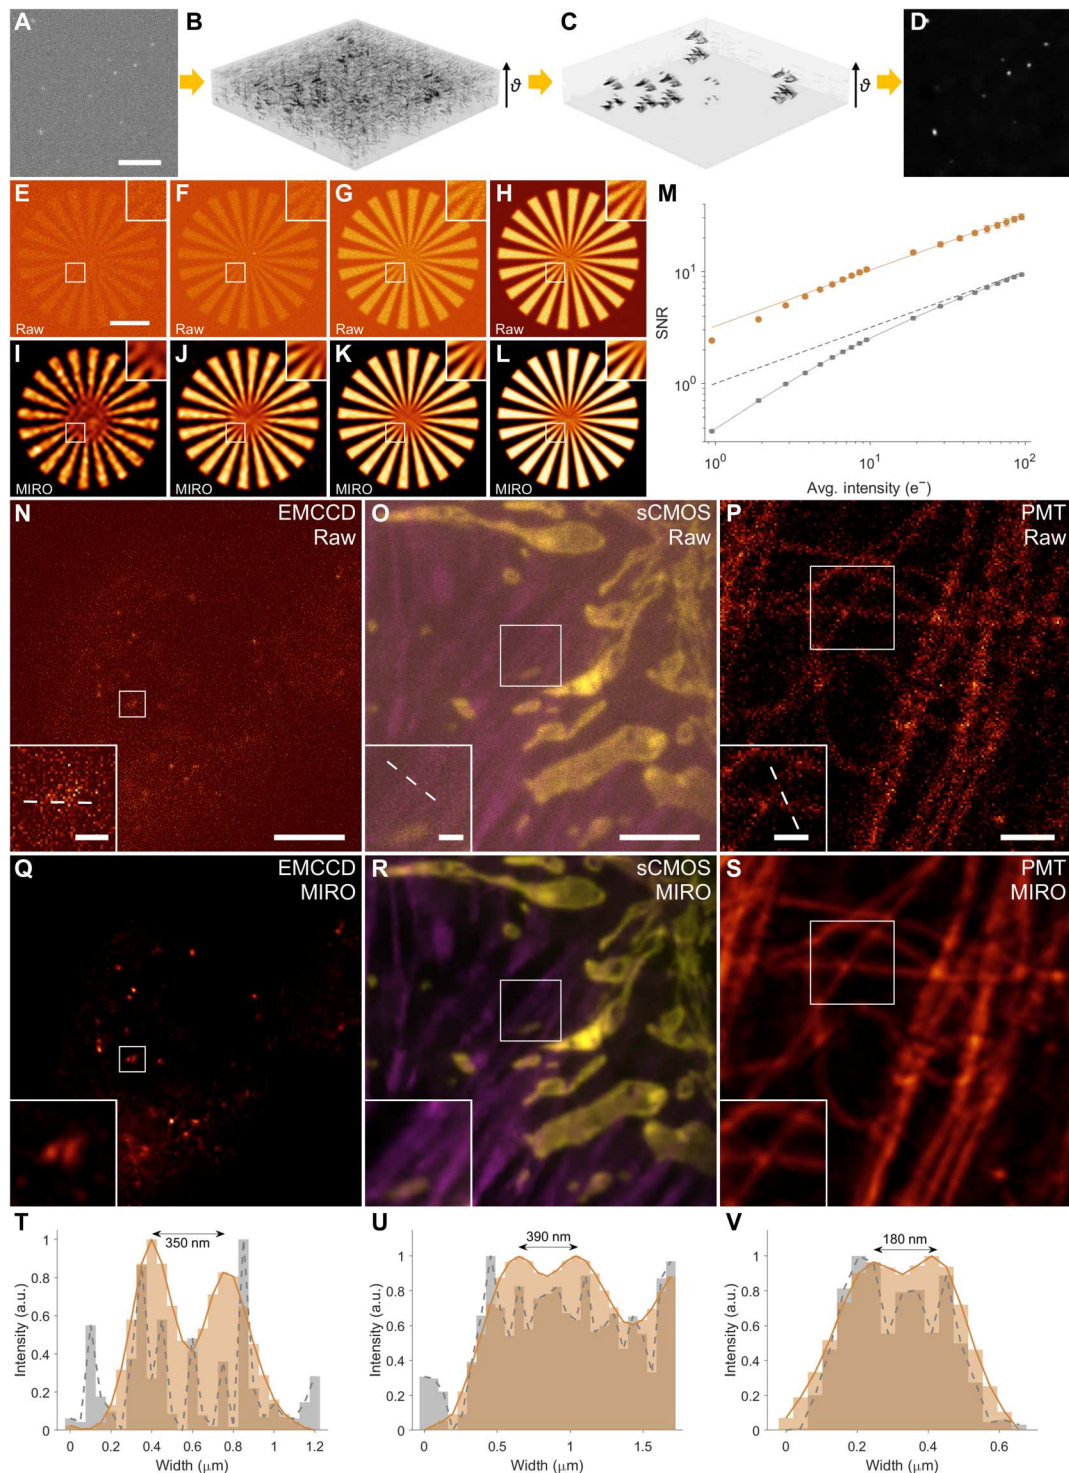 A
B
ϑ
C
ϑ
D
E
Raw
F
G
H
Raw
I
MIRO
J
K
L
MIRO
M
SNR
10¹
10⁰
10⁰
10¹
10²
Avg. intensity (e⁻)
N
EMCCD
Raw
O
sCMOS
Raw
P
PMT
Raw
Q
EMCCD
MIRO
R
sCMOS
MIRO
S
PMT
MIRO
T
350 nm
Intensity (a.u.)
1
0.8
0.6
0.4
0.2
0
0 0.2 0.4 0.6 0.8 1 1.2
Width (μm)
U
390 nm
Intensity (a.u.)
1
0.8
0.6
0.4
0.2
0
0 0.5 1 1.5
Width (μm)
V
180 nm
Intensity (a.u.)
1
0.8
0.6
0.4
0.2
0
0 0.2 0.4 0.6
Width (μm)